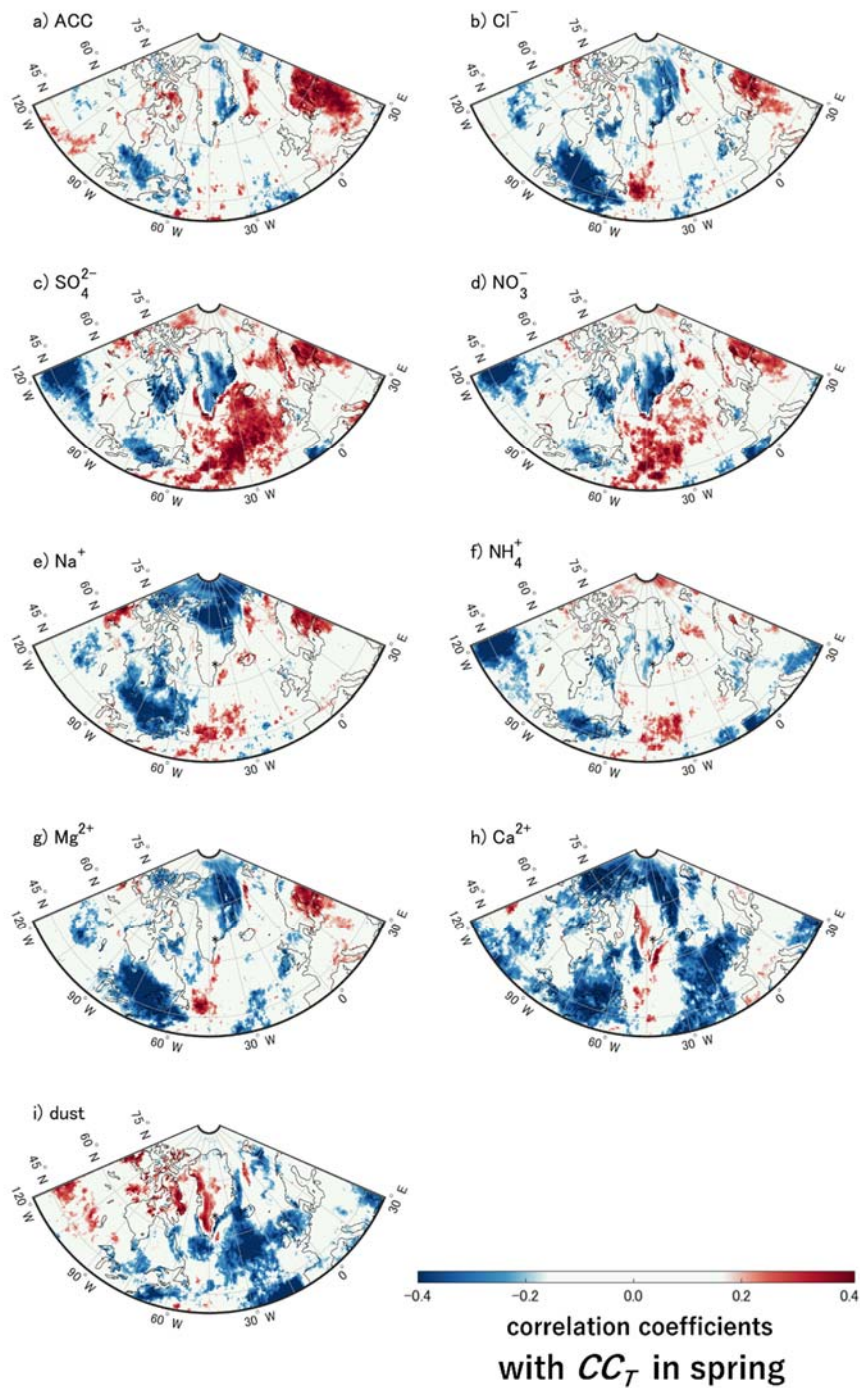 a) ACC
75° N
60 N
45 N
120° W
90° W
60° W
30° W
0°
30° E
b) Cl⁻
75° N
60 N
45 N
120° W
90° W
60° W
30° W
0°
30° E
c) SO₄²⁻
75° N
60 N
45 N
120° W
90° W
60° W
30° W
0°
30° E
d) NO₃⁻
75° N
60 N
45 N
120° W
90° W
60° W
30° W
0°
30° E
e) Na⁺
75° N
60 N
45 N
120° W
90° W
60° W
30° W
0°
30° E
f) NH₄⁺
75° N
60 N
45 N
120° W
90° W
60° W
30° W
0°
30° E
g) Mg²⁺
75° N
60 N
45 N
120° W
90° W
60° W
30° W
0°
30° E
h) Ca²⁺
75° N
60 N
45 N
120° W
90° W
60° W
30° W
0°
30° E
i) dust
75° N
60 N
45 N
120° W
90° W
60° W
30° W
0°
30° E
-0.4 -0.2 0.0 0.2 0.4
correlation coefficients
with CC_T in spring